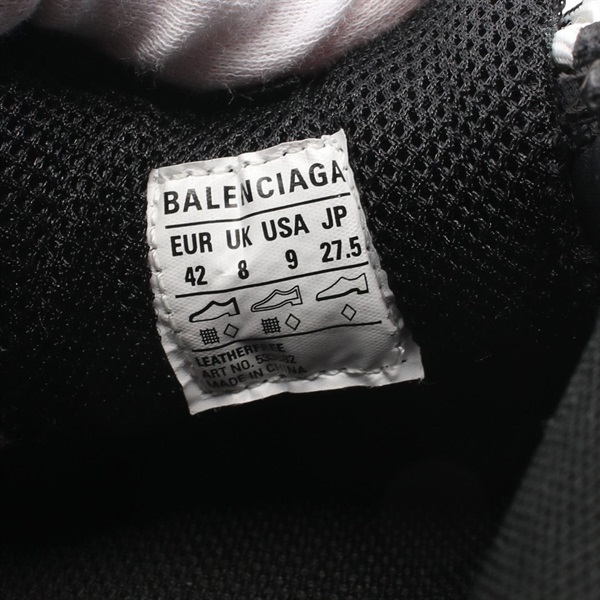 BALENCIAGA
EUR UK USA JP
42 8 9 27.5
LEATHERFREE
ART NO.
MADE IN CHINA